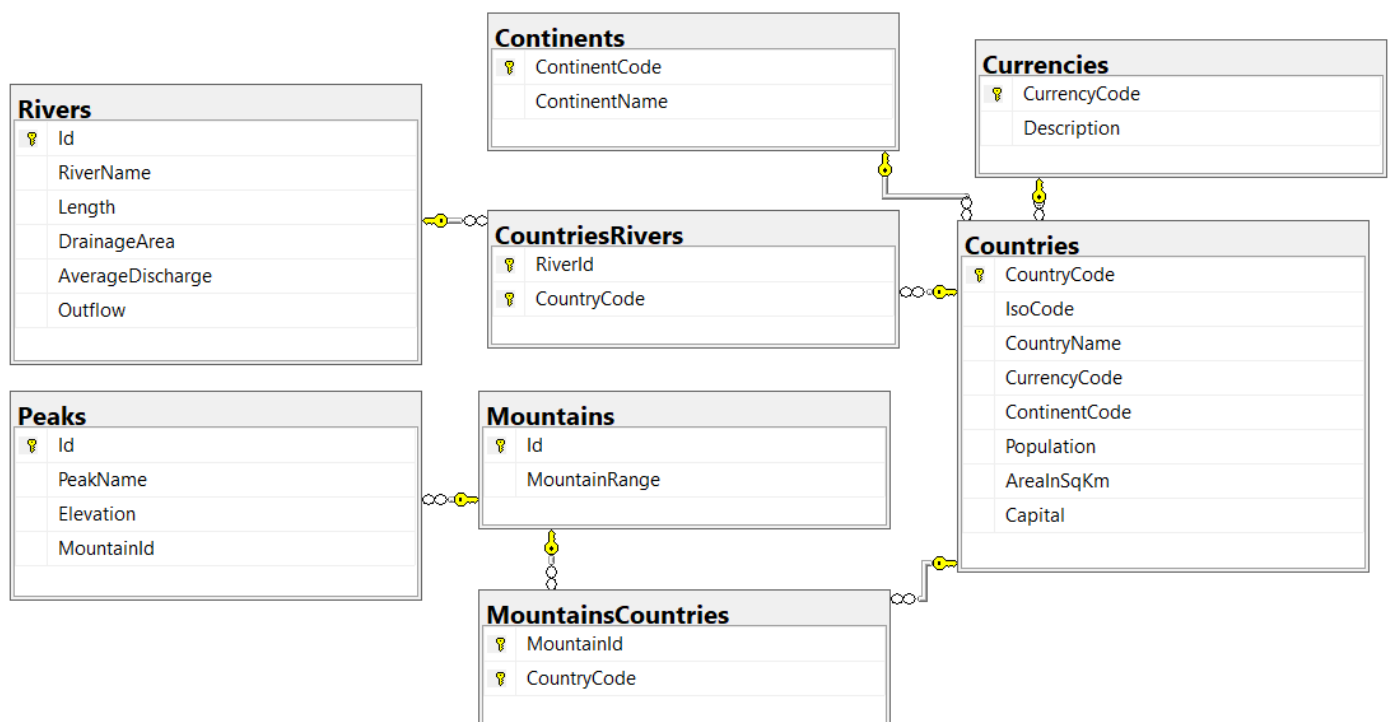 Continents
ContinentCode
ContinentName
Currencies
CurrencyCode
Description
Rivers
Id
RiverName
Length
DrainageArea
AverageDischarge
Outflow
CountriesRivers
RiverId
CountryCode
Countries
CountryCode
IsoCode
CountryName
CurrencyCode
ContinentCode
Population
AreaInSqKm
Capital
Peaks
Id
PeakName
Elevation
MountainId
Mountains
Id
MountainRange
MountainsCountries
MountainId
CountryCode